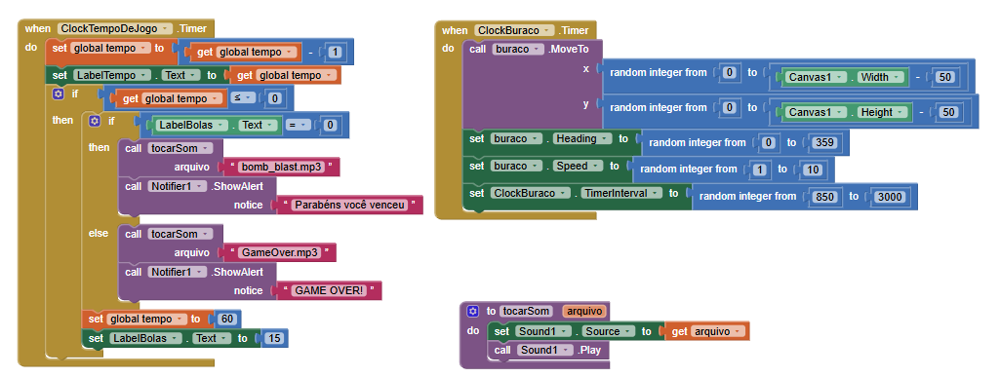 when ClockTempoDeJogo .Timer
do set global tempo to get global tempo - 1
set LabelTempo . Text to get global tempo
if get global tempo ≤ 0
then if LabelBolas . Text = 0
then call tocarSom
arquivo " bomb_blast.mp3 "
call Notifier1 .ShowAlert
notice " Parabéns você venceu "
else call tocarSom
arquivo " GameOver.mp3 "
call Notifier1 .ShowAlert
notice " GAME OVER! "
set global tempo to 60
set LabelBolas . Text to 15
when ClockBuraco .Timer
do call buraco .MoveTo
x random integer from 0 to Canvas1 . Width - 50
y random integer from 0 to Canvas1 . Height - 50
set buraco . Heading to random integer from 0 to 359
set buraco . Speed to random integer from 1 to 10
set ClockBuraco . TimerInterval to random integer from 850 to 3000
to tocarSom arquivo
do set Sound1 . Source to get arquivo
call Sound1 .Play